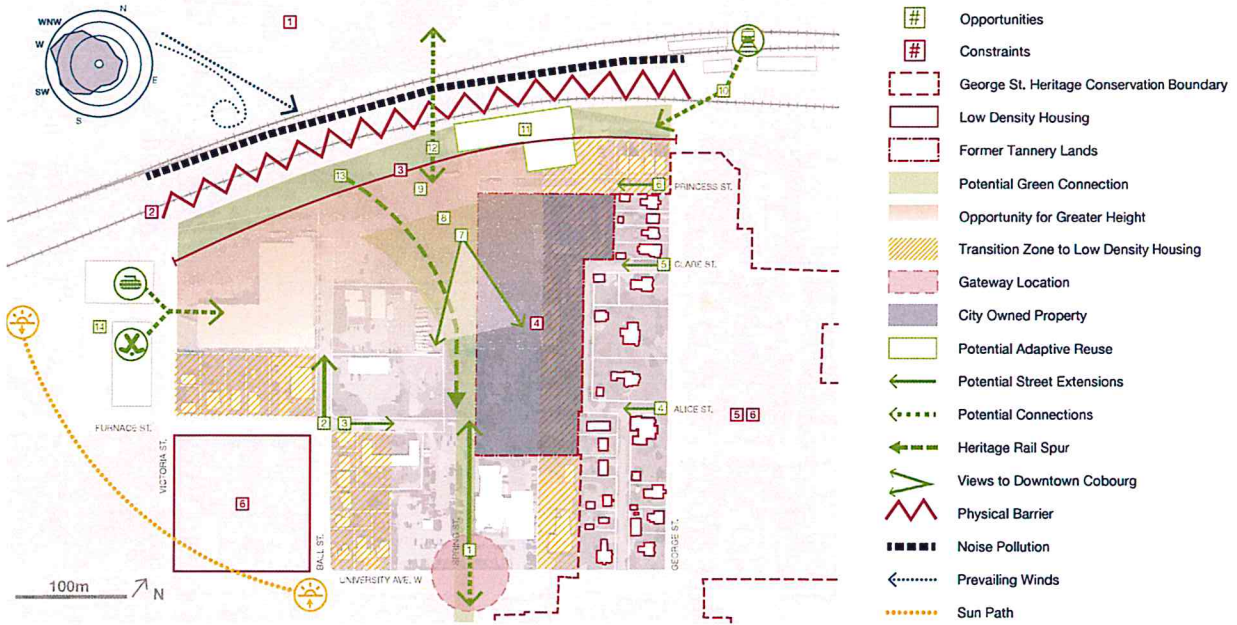 N
WNW
W
E
SW
S
1
10
11
12
13
3
9
2
PRINCESS ST.
8
7
5
CLARE ST.
14
4
4
ALICE ST.
5 6
2 3
FURNACE ST.
VICTORIA ST.
6
BALL ST.
SPRING ST.
1
GEORGE ST.
UNIVERSITY AVE. W
100m
N
# Opportunities
# Constraints
George St. Heritage Conservation Boundary
Low Density Housing
Former Tannery Lands
Potential Green Connection
Opportunity for Greater Height
Transition Zone to Low Density Housing
Gateway Location
City Owned Property
Potential Adaptive Reuse
Potential Street Extensions
Potential Connections
Heritage Rail Spur
Views to Downtown Cobourg
Physical Barrier
Noise Pollution
Prevailing Winds
Sun Path